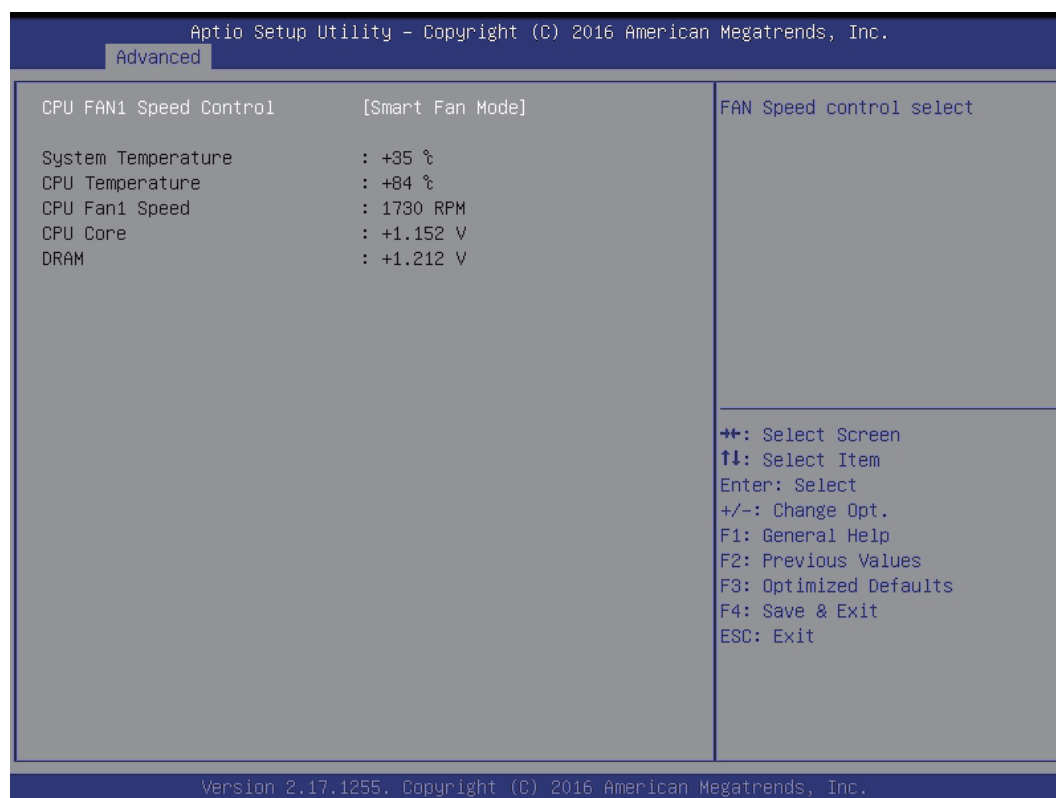 Aptio Setup Utility – Copyright (C) 2016 American Megatrends, Inc.
Advanced
CPU FAN1 Speed Control [Smart Fan Mode]
System Temperature : +35 ℃
CPU Temperature : +84 ℃
CPU Fan1 Speed : 1730 RPM
CPU Core : +1.152 V
DRAM : +1.212 V
FAN Speed control select
→←: Select Screen
↑↓: Select Item
Enter: Select
+/-: Change Opt.
F1: General Help
F2: Previous Values
F3: Optimized Defaults
F4: Save & Exit
ESC: Exit
Version 2.17.1255. Copyright (C) 2016 American Megatrends, Inc.